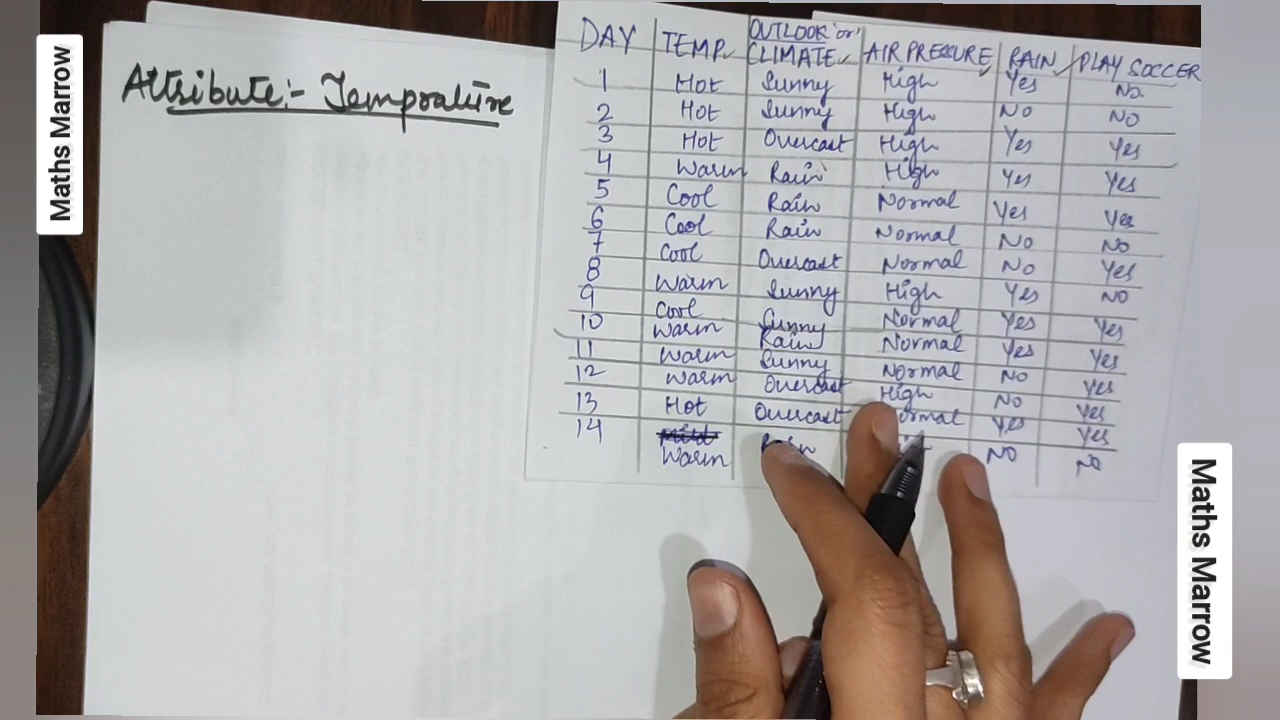 Maths Marrow
Attribute:- Temprature
DAY TEMP. OUTLOOK 'or' CLIMATE AIR PRESSURE RAIN PLAY SOCCER
1 Hot Sunny High Yes No
2 Hot Sunny High No No
3 Hot Overcast High Yes Yes
4 Warm Rain High Yes Yes
5 Cool Rain Normal Yes Yes
6 Cool Rain Normal No No
7 Cool Overcast Normal No Yes
8 Warm Sunny High Yes No
9 Cool Sunny Normal Yes Yes
10 Warm Rain Normal Yes Yes
11 Warm Sunny Normal No Yes
12 Warm Overcast High No Yes
13 Hot Overcast Yes Yes
14 Warm Rain No No
Maths Marrow